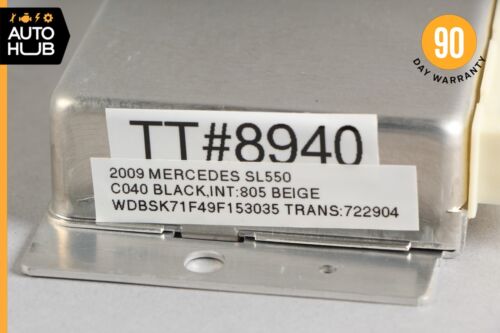 AUTO
HUB
90
DAY WARRANTY
TT#8940
2009 MERCEDES SL550
C040 BLACK,INT:805 BEIGE
WDBSK71F49F153035 TRANS:722904